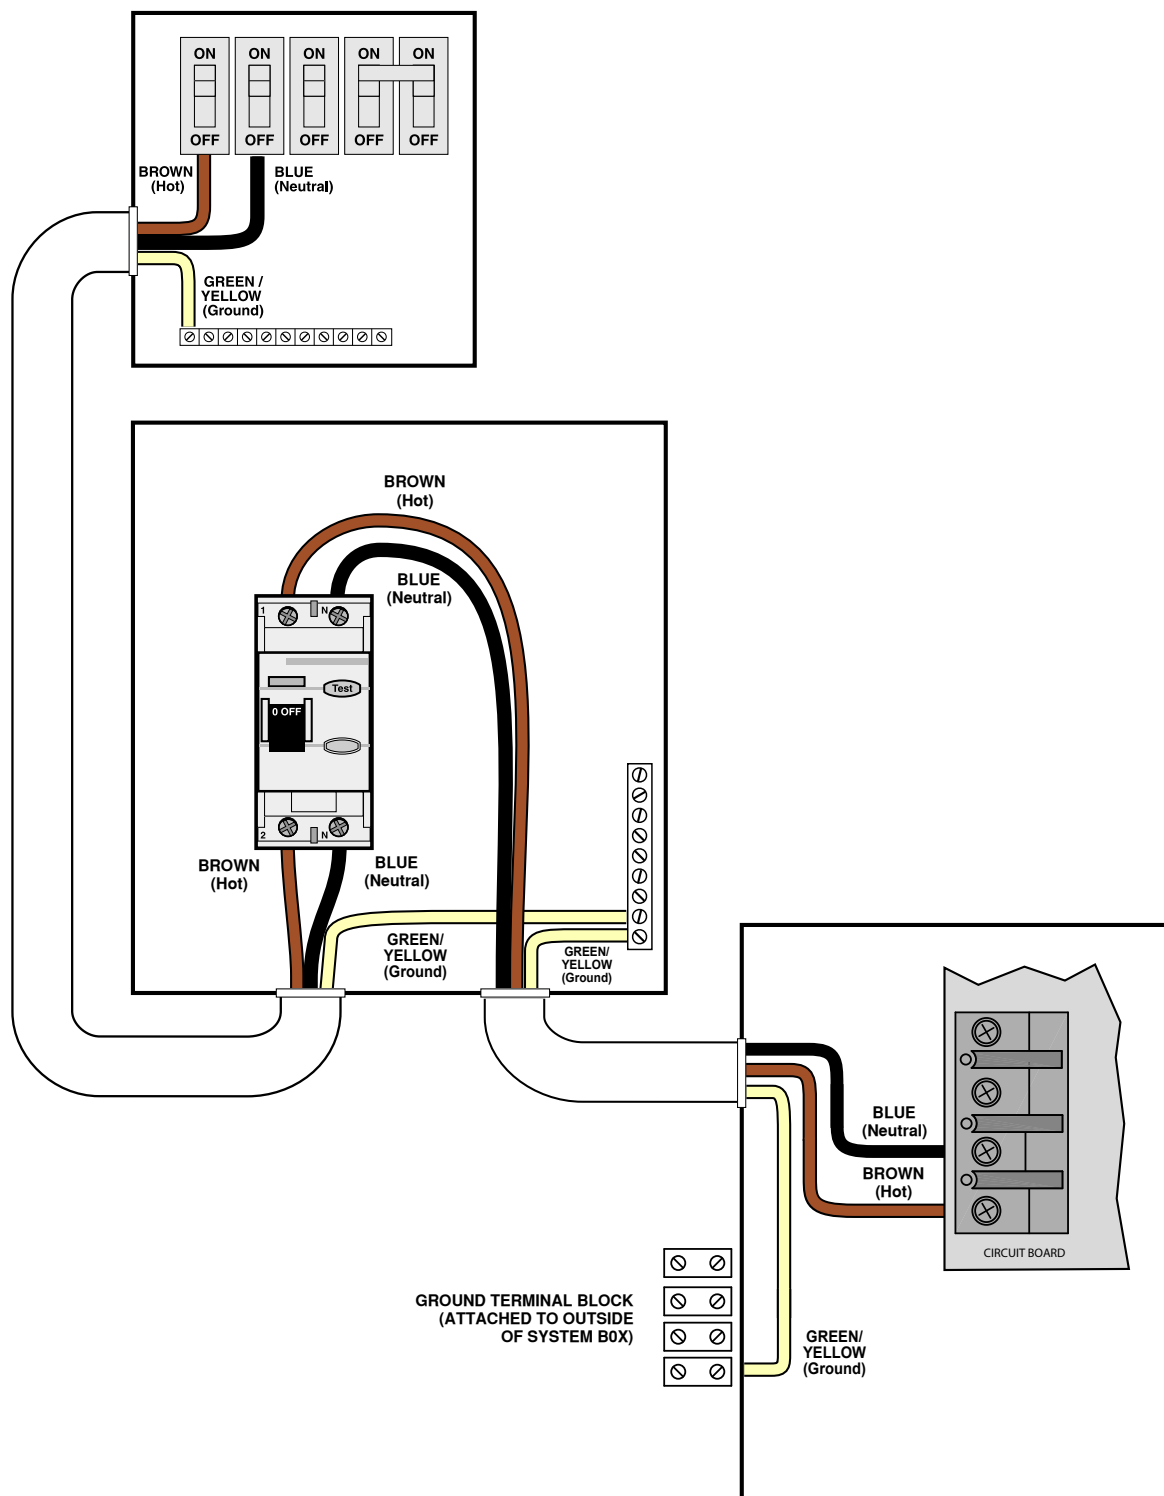 ON ON ON ON ON
OFF OFF OFF OFF OFF
BROWN
(Hot)
BLUE
(Neutral)
GREEN /
YELLOW
(Ground)
BROWN
(Hot)
BLUE
(Neutral)
1 N
Test
0 OFF
2 N
BROWN
(Hot)
BLUE
(Neutral)
GREEN/
YELLOW
(Ground)
GREEN/
YELLOW
(Ground)
BLUE
(Neutral)
BROWN
(Hot)
CIRCUIT BOARD
GROUND TERMINAL BLOCK
(ATTACHED TO OUTSIDE
OF SYSTEM B0X)
GREEN/
YELLOW
(Ground)